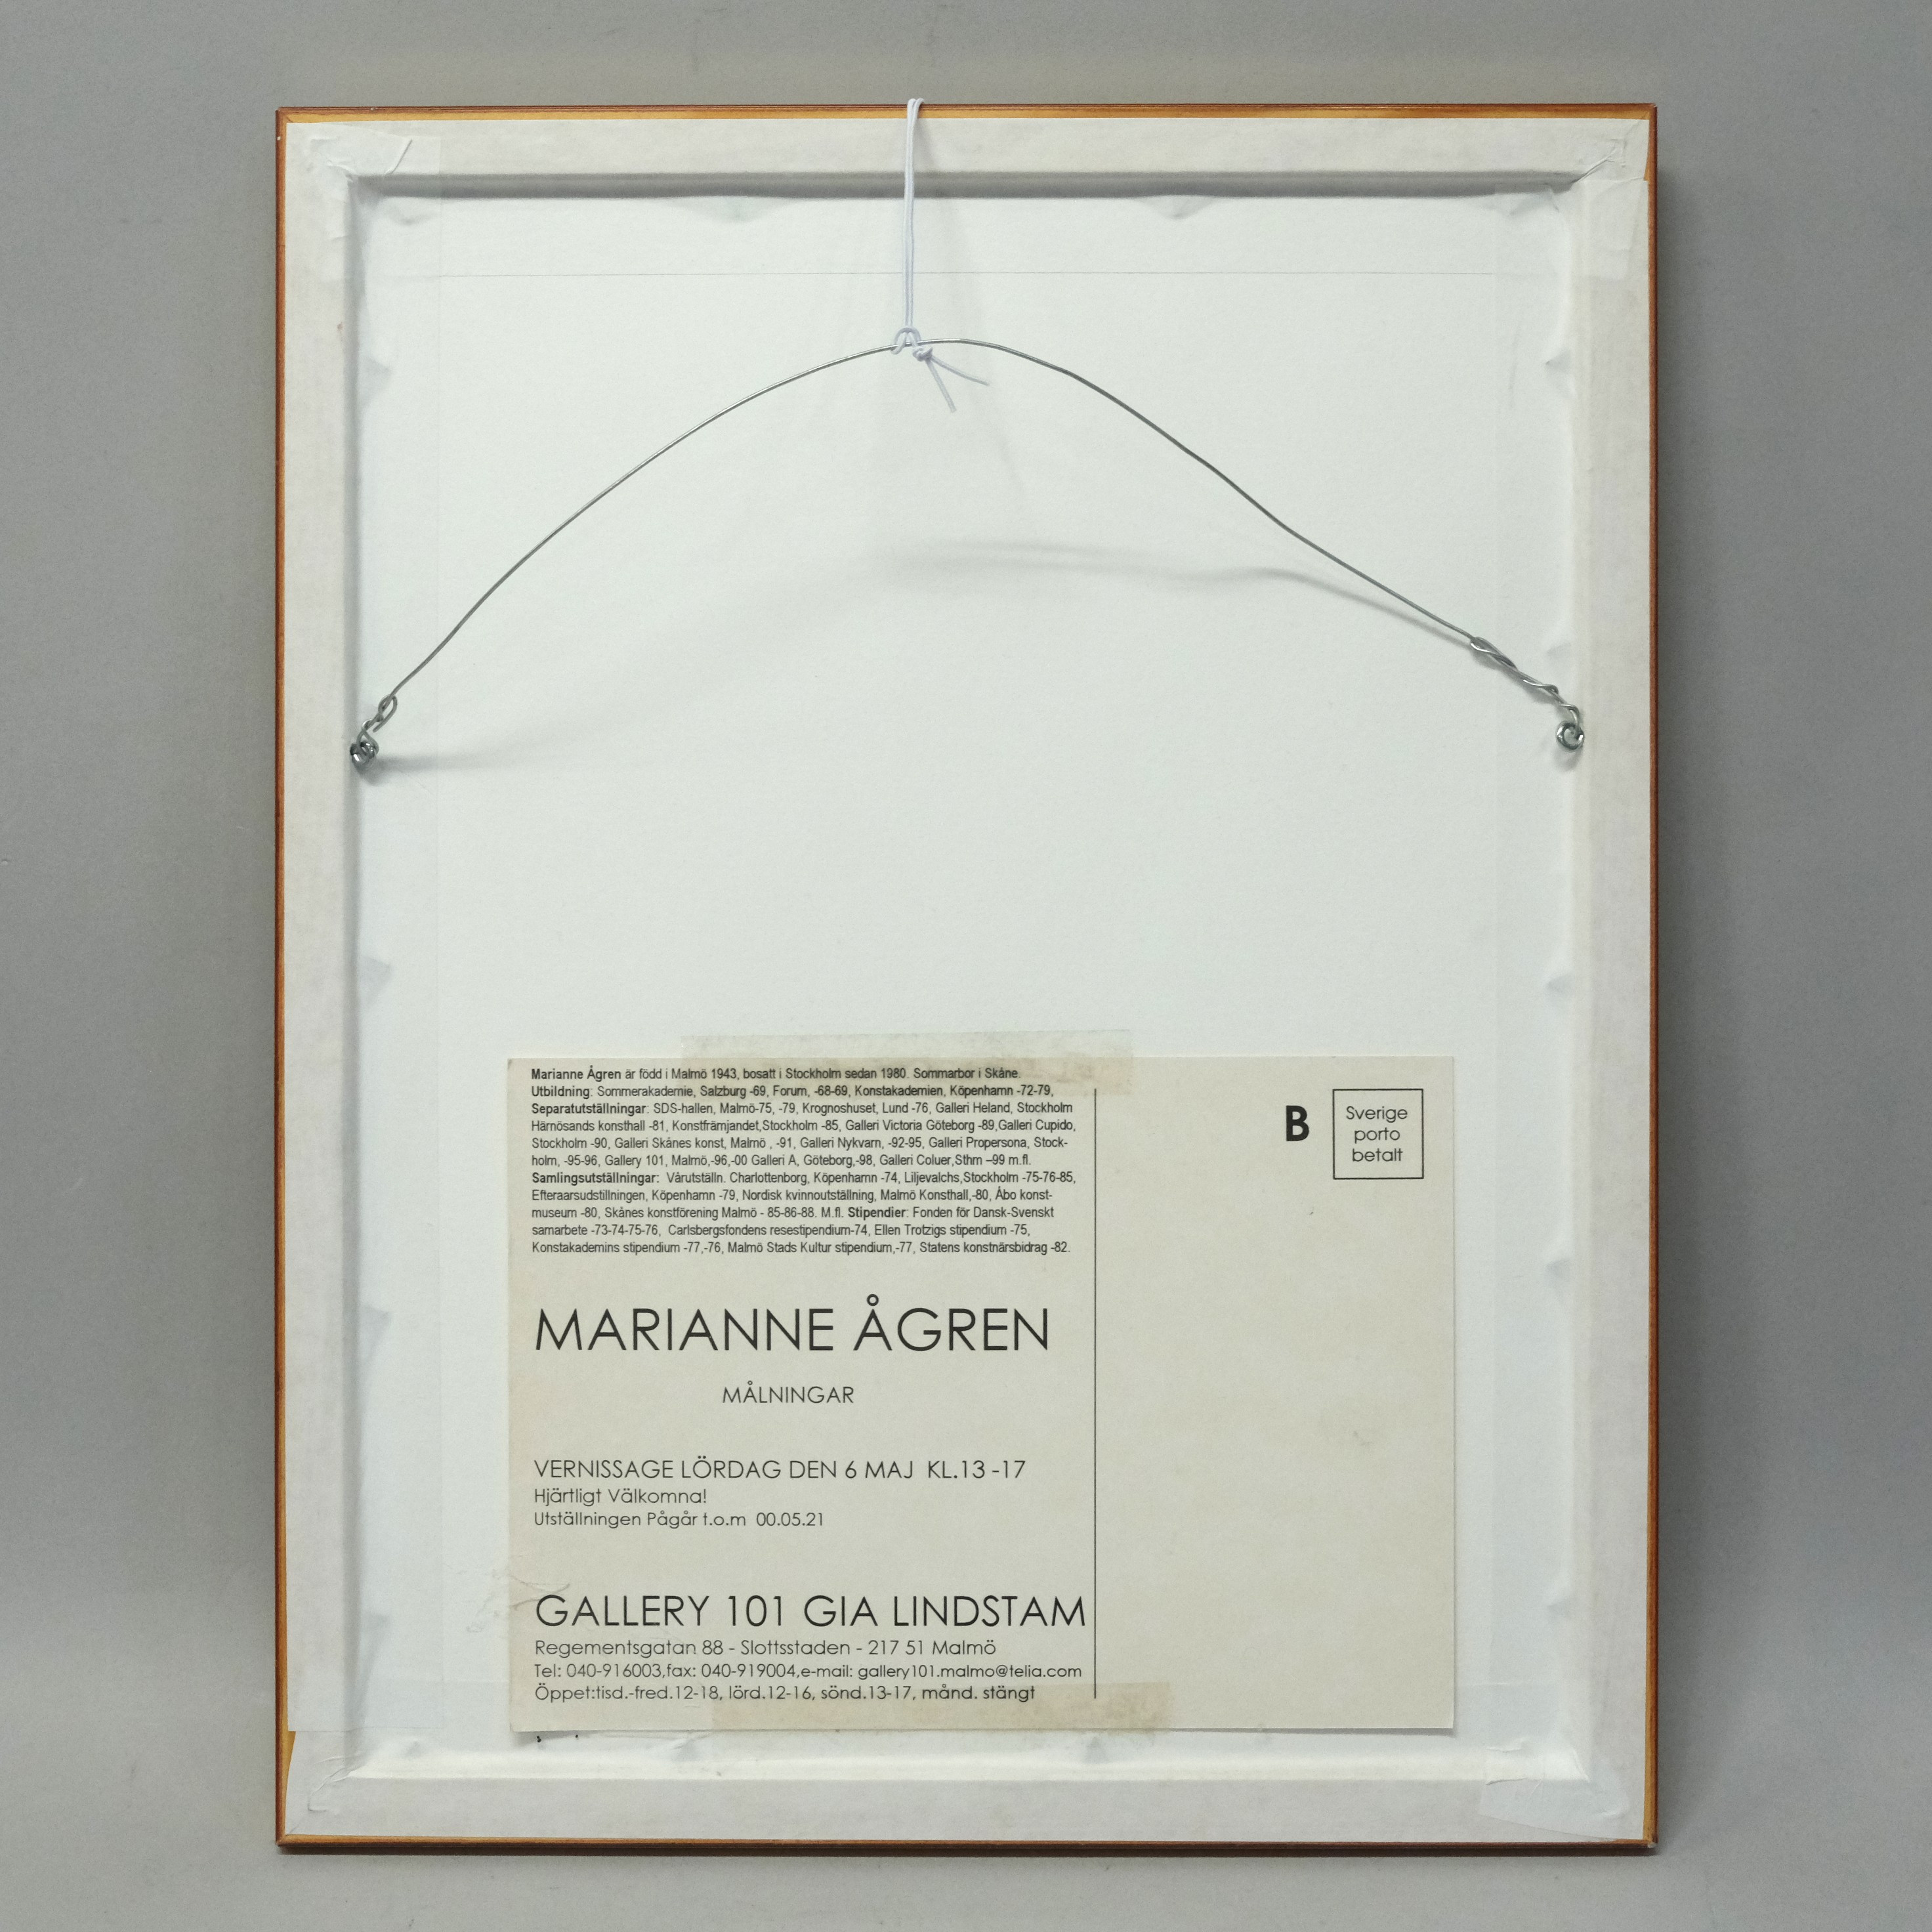 Marianne Ågren är född i Malmö 1943, bosatt i Stockholm sedan 1980. Sommarbor i Skåne.
Utbildning: Sommerakademie, Salzburg -69, Forum, -68-69, Konstakademien, Köpenhamn -72-79,
Separatutställningar: SDS-hallen, Malmö-75, -79, Krognoshuset, Lund -76, Galleri Heland, Stockholm
Härnösands konsthall -81, Konstfrämjandet,Stockholm -85, Galleri Victoria Göteborg -89,Galleri Cupido,
Stockholm -90, Galleri Skånes konst, Malmö , -91, Galleri Nykvarn, -92-95, Galleri Propersona, Stock-
holm, -95-96, Gallery 101, Malmö,-96,-00 Galleri A, Göteborg,-98, Galleri Coluer,Sthm –99 m.fl.
Samlingsutställningar: Vårutställn. Charlottenborg, Köpenhamn -74, Liljevalchs,Stockholm -75-76-85,
Efteraarsudstillningen, Köpenhamn -79, Nordisk kvinnoutställning, Malmö Konsthall,-80, Åbo konst-
museum -80, Skånes konstförening Malmö - 85-86-88. M.fl. Stipendier: Fonden för Dansk-Svenskt
samarbete -73-74-75-76, Carlsbergsfondens resestipendium-74, Ellen Trotzigs stipendium -75,
Konstakademins stipendium -77,-76, Malmö Stads Kultur stipendium,-77, Statens konstnärsbidrag -82.
MARIANNE ÅGREN
MÅLNINGAR
VERNISSAGE LÖRDAG DEN 6 MAJ KL.13 -17
Hjärtligt Välkomna!
Utställningen Pågår t.o.m 00.05.21
GALLERY 101 GIA LINDSTAM
Regementsgatan 88 - Slottsstaden - 217 51 Malmö
Tel: 040-916003,fax: 040-919004,e-mail: gallery101.malmo@telia.com
Öppet:tisd.-fred.12-18, lörd.12-16, sönd.13-17, månd. stängt
B
Sverige
porto
betalt